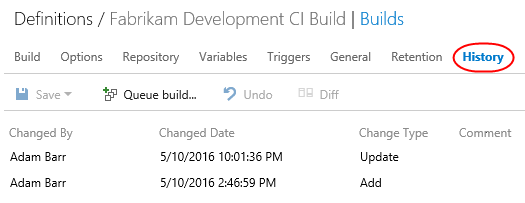 Definitions / Fabrikam Development CI Build | Builds
Build Options Repository Variables Triggers General Retention History
Save Queue build... Undo Diff
Changed By Changed Date Change Type Comment
Adam Barr 5/10/2016 10:01:36 PM Update
Adam Barr 5/10/2016 2:46:59 PM Add